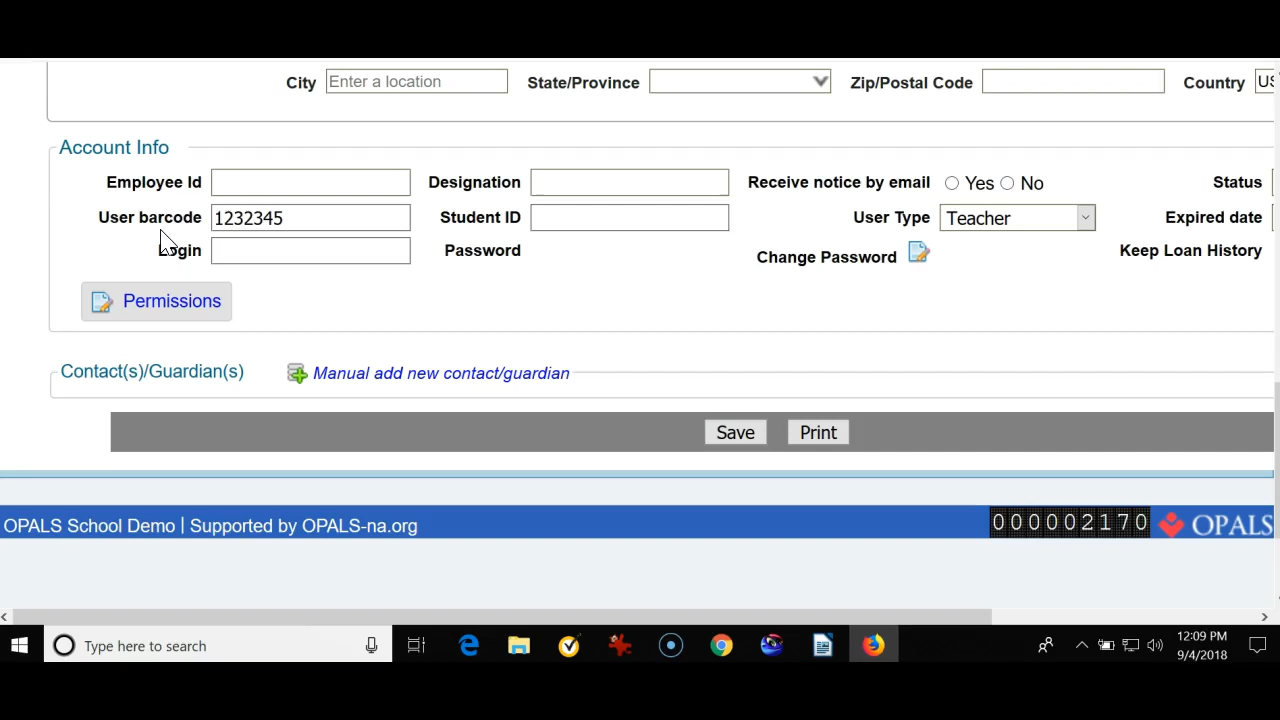 City Enter a location State/Province Zip/Postal Code Country US
Account Info
Employee Id Designation Receive notice by email Yes No Status
User barcode 1232345 Student ID User Type Teacher Expired date
Login Password Change Password Keep Loan History
Permissions
Contact(s)/Guardian(s) Manual add new contact/guardian
Save Print
OPALS School Demo | Supported by OPALS-na.org 000002170 OPALS
Type here to search 12:09 PM
9/4/2018